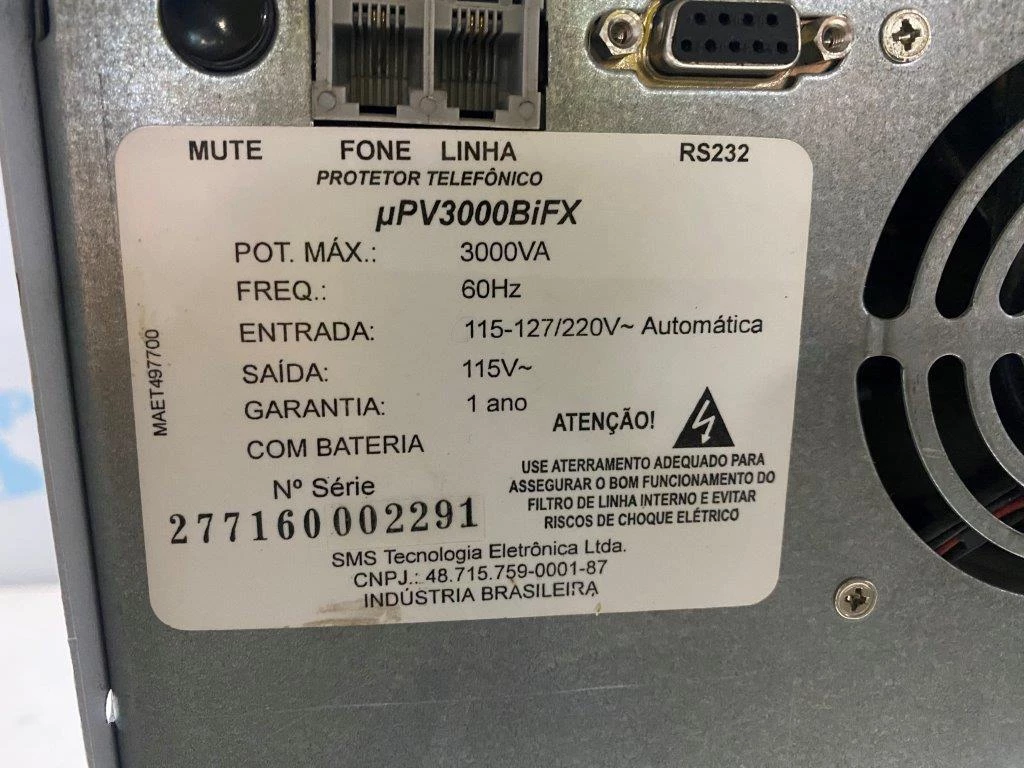 MUTE FONE LINHA RS232
PROTETOR TELEFÔNICO
µPV3000BiFX
POT. MÁX.: 3000VA
FREQ.: 60Hz
ENTRADA: 115-127/220V~ Automática
SAÍDA: 115V~
GARANTIA: 1 ano
COM BATERIA
ATENÇÃO!
USE ATERRAMENTO ADEQUADO PARA
ASSEGURAR O BOM FUNCIONAMENTO DO
FILTRO DE LINHA INTERNO E EVITAR
RISCOS DE CHOQUE ELÉTRICO
Nº Série
277160002291
SMS Tecnologia Eletrônica Ltda.
CNPJ.: 48.715.759-0001-87
INDÚSTRIA BRASILEIRA
MAET497700